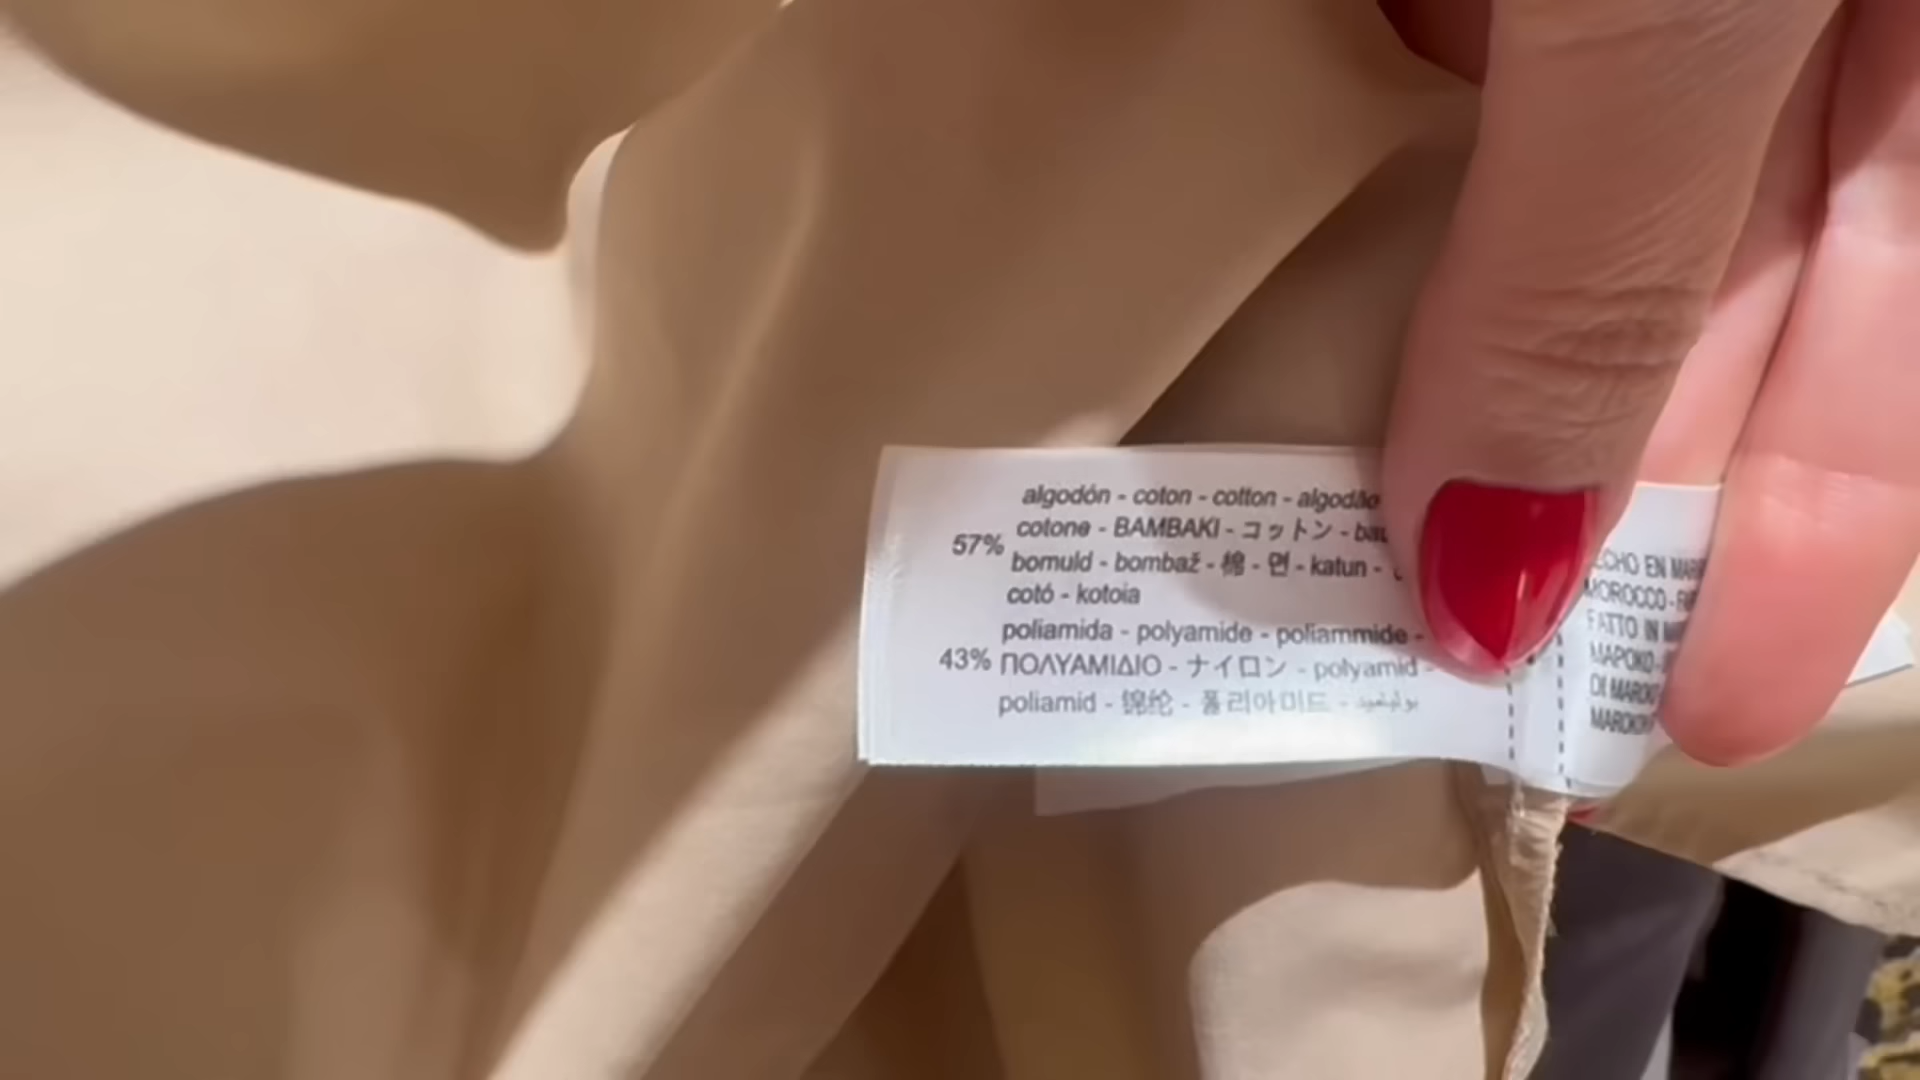 algodón - coton - cotton - algodão
57% cotone - BAMBAKI - コットン -
bomuld - bombaž - 棉 - 면 - katun -
cotó - kotoia
poliamida - polyamide - poliammide -
43% ΠΟΛΥΑΜΙΔΙΟ - ナイロン - polyamid -
poliamid - 锦纶 - 폴리아미드 -
EN
MOROCCO -
FATTO IN
DI